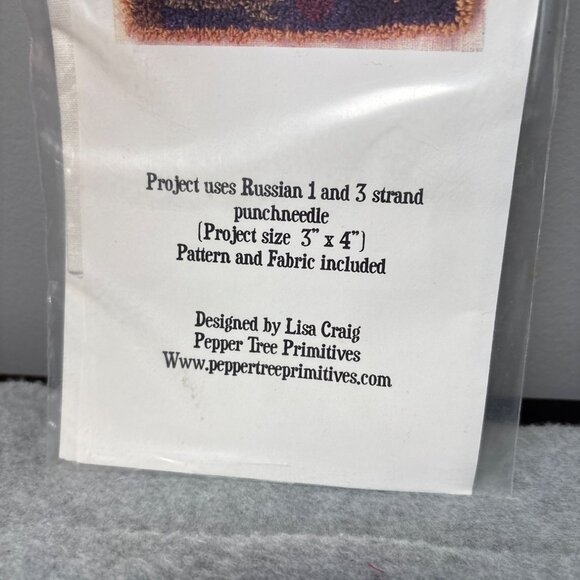 Project uses Russian 1 and 3 strand
punchneedle
(Project size 3" x 4")
Pattern and Fabric included
Designed by Lisa Craig
Pepper Tree Primitives
Www.peppertreeprimitives.com